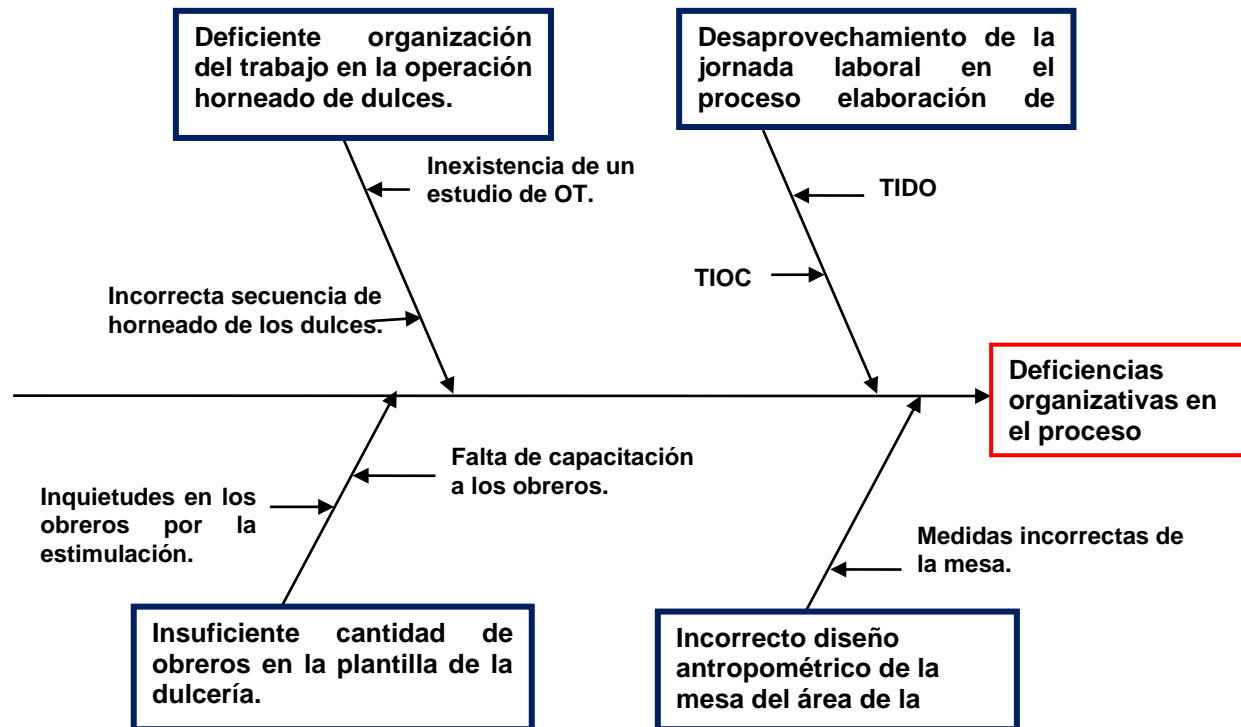 Deficiente organización
del trabajo en la operación
horneado de dulces.
Desaprovechamiento de la
jornada laboral en el
proceso elaboración de
Inexistencia de un
estudio de OT.
TIDO
TIOC
Incorrecta secuencia de
horneado de los dulces.
Deficiencias
organizativas en
el proceso
Falta de capacitación
a los obreros.
Inquietudes en los
obreros por la
estimulación.
Medidas incorrectas de
la mesa.
Insuficiente cantidad de
obreros en la plantilla de la
dulcería.
Incorrecto diseño
antropométrico de la
mesa del área de la